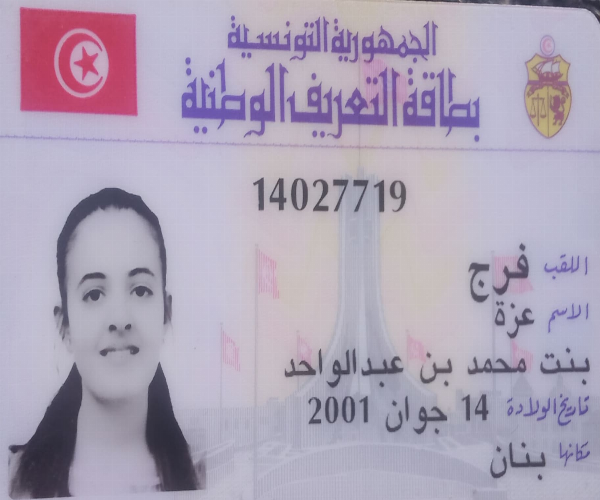 الجمهورية التونسية
بطاقة التعريف الوطنية
14027719
اللقب فرج
الاسم عزة
بنت محمد بن عبدالواحد
تاريخ الولادة 14 جوان 2001
مكانها بنان